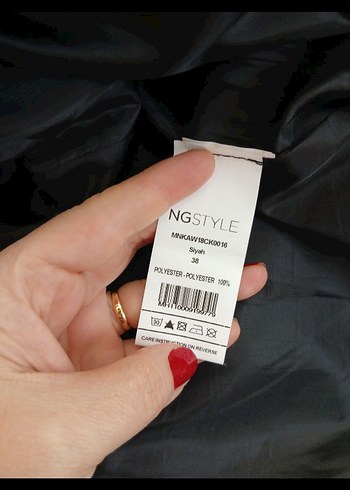 NGSTYLE
MNKAW18CK0016
Siyah
38
POLYESTER - POLYESTER 100%
CARE INSTRUCTION ON REVERSE